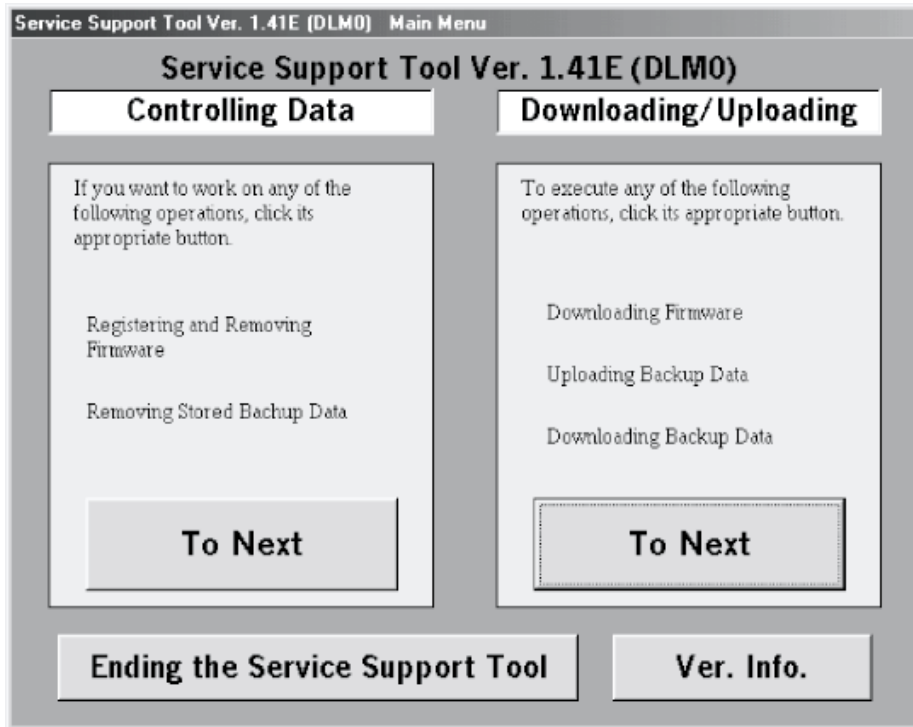 Service Support Tool Ver. 1.41E (DLM0)   Main Menu
Service Support Tool Ver. 1.41E (DLM0)
Controlling Data
If you want to work on any of the
following operations, click its
appropriate button.
Registering and Removing
Firmware
Removing Stored Bachup Data
To Next
Downloading/Uploading
To execute any of the following
operations, click its appropriate button.
Downloading Firmware
Uploading Backup Data
Downloading Backup Data
To Next
Ending the Service Support Tool
Ver. Info.